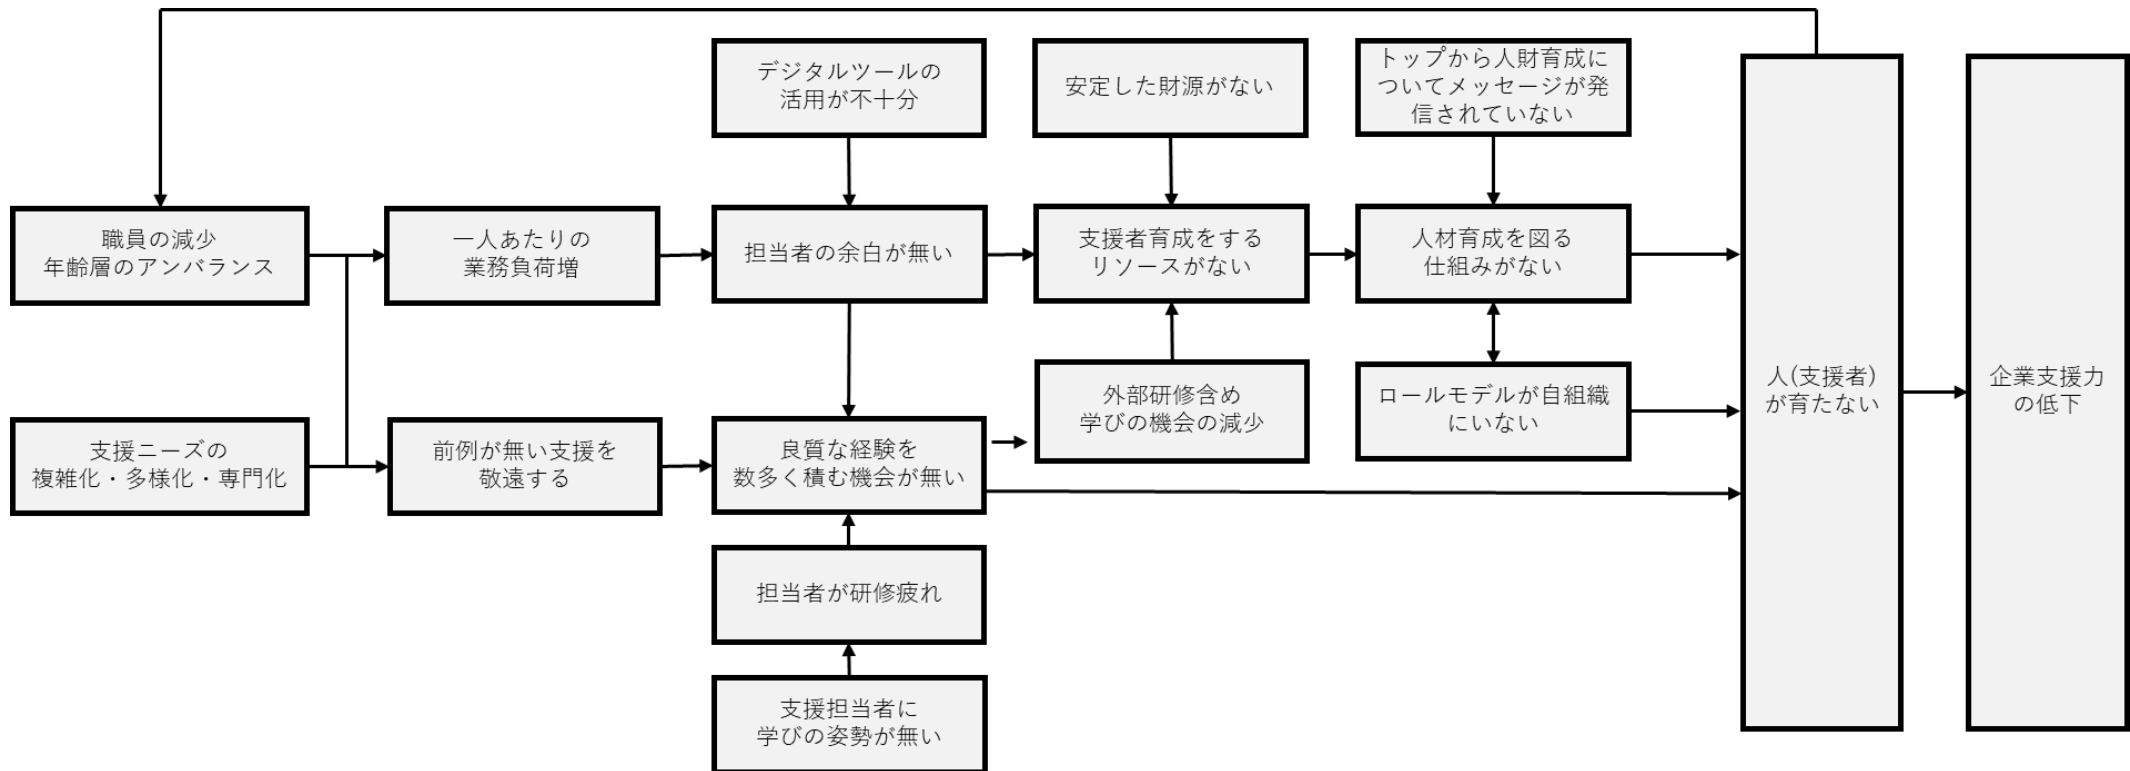 デジタルツールの
活用が不十分
安定した財源がない
トップから人財育成に
ついてメッセージが発
信されていない
職員の減少
年齢層のアンバランス
一人あたりの
業務負荷増
担当者の余白が無い
支援者育成をする
リソースがない
人材育成を図る
仕組みがない
人(支援者)
が育たない
企業支援力
の低下
支援ニーズの
複雑化・多様化・専門化
前例が無い支援を
敬遠する
良質な経験を
数多く積む機会が無い
外部研修含め
学びの機会の減少
ロールモデルが自組織
にいない
担当者が研修疲れ
支援担当者に
学びの姿勢が無い